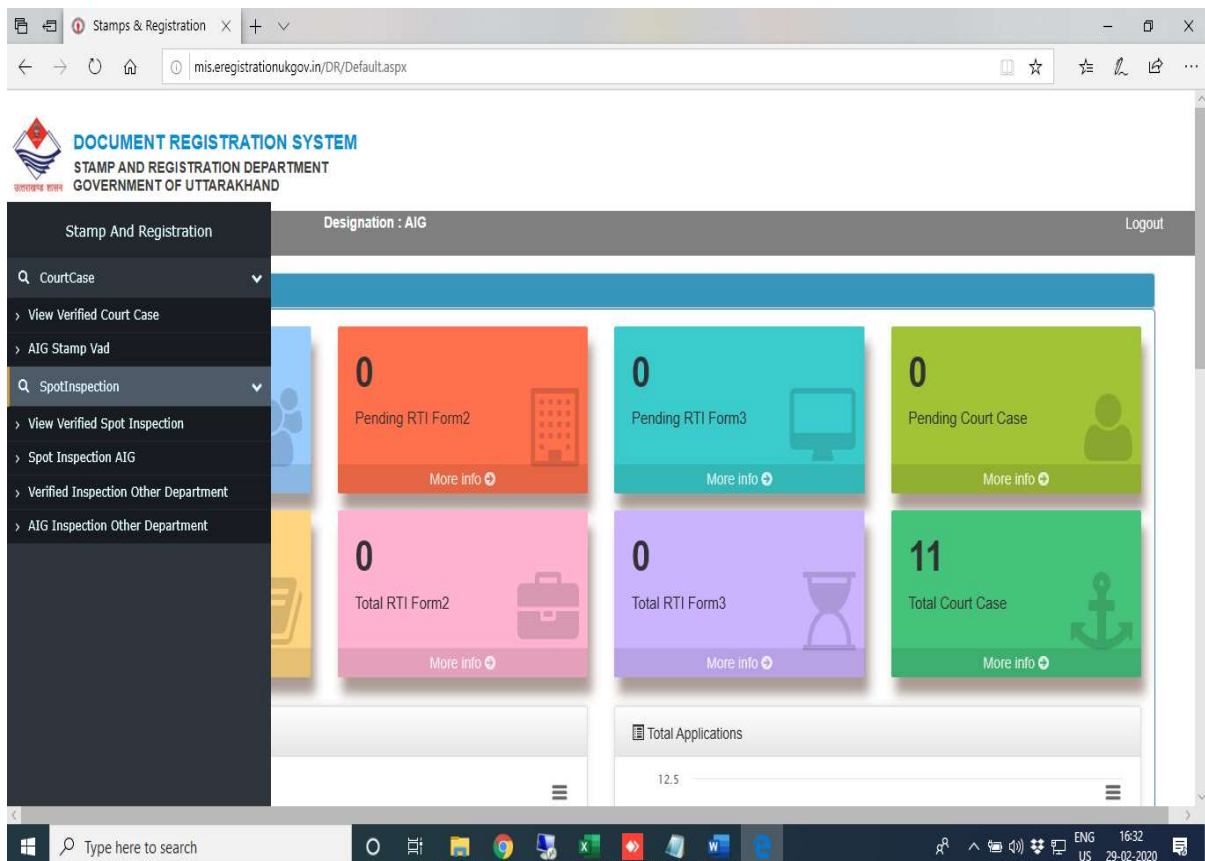 Stamps & Registration
mis.eregistrationukgov.in/DR/Default.aspx
DOCUMENT REGISTRATION SYSTEM
STAMP AND REGISTRATION DEPARTMENT
GOVERNMENT OF UTTARAKHAND
उत्तराखण्ड शासन
Stamp And Registration
Designation : AIG
Logout
CourtCase
View Verified Court Case
AIG Stamp Vad
SpotInspection
View Verified Spot Inspection
Spot Inspection AIG
Verified Inspection Other Department
AIG Inspection Other Department
0
Pending RTI Form2
More info
0
Pending RTI Form3
More info
0
Pending Court Case
More info
0
Total RTI Form2
More info
0
Total RTI Form3
More info
11
Total Court Case
More info
Total Applications
12.5
Type here to search
ENG
US
16:32
29-02-2020